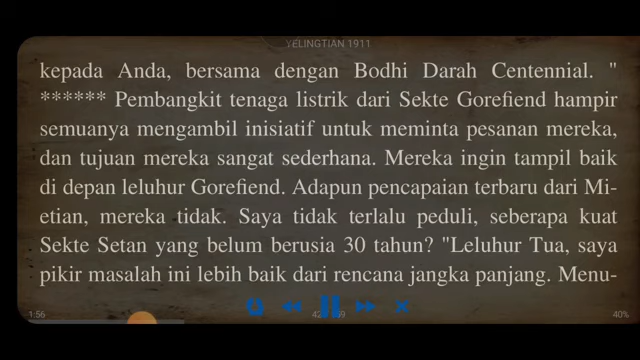 YELINGTIAN 1911
kepada Anda, bersama dengan Bodhi Darah Centennial. "
****** Pembangkit tenaga listrik dari Sekte Gorefiend hampir
semuanya mengambil inisiatif untuk meminta pesanan mereka,
dan tujuan mereka sangat sederhana. Mereka ingin tampil baik
di depan leluhur Gorefiend. Adapun pencapaian terbaru dari Mi-
etian, mereka tidak. Saya tidak terlalu peduli, seberapa kuat
Sekte Setan yang belum berusia 30 tahun? "Leluhur Tua, saya
pikir masalah ini lebih baik dari rencana jangka panjang. Menu-
1:56
40%